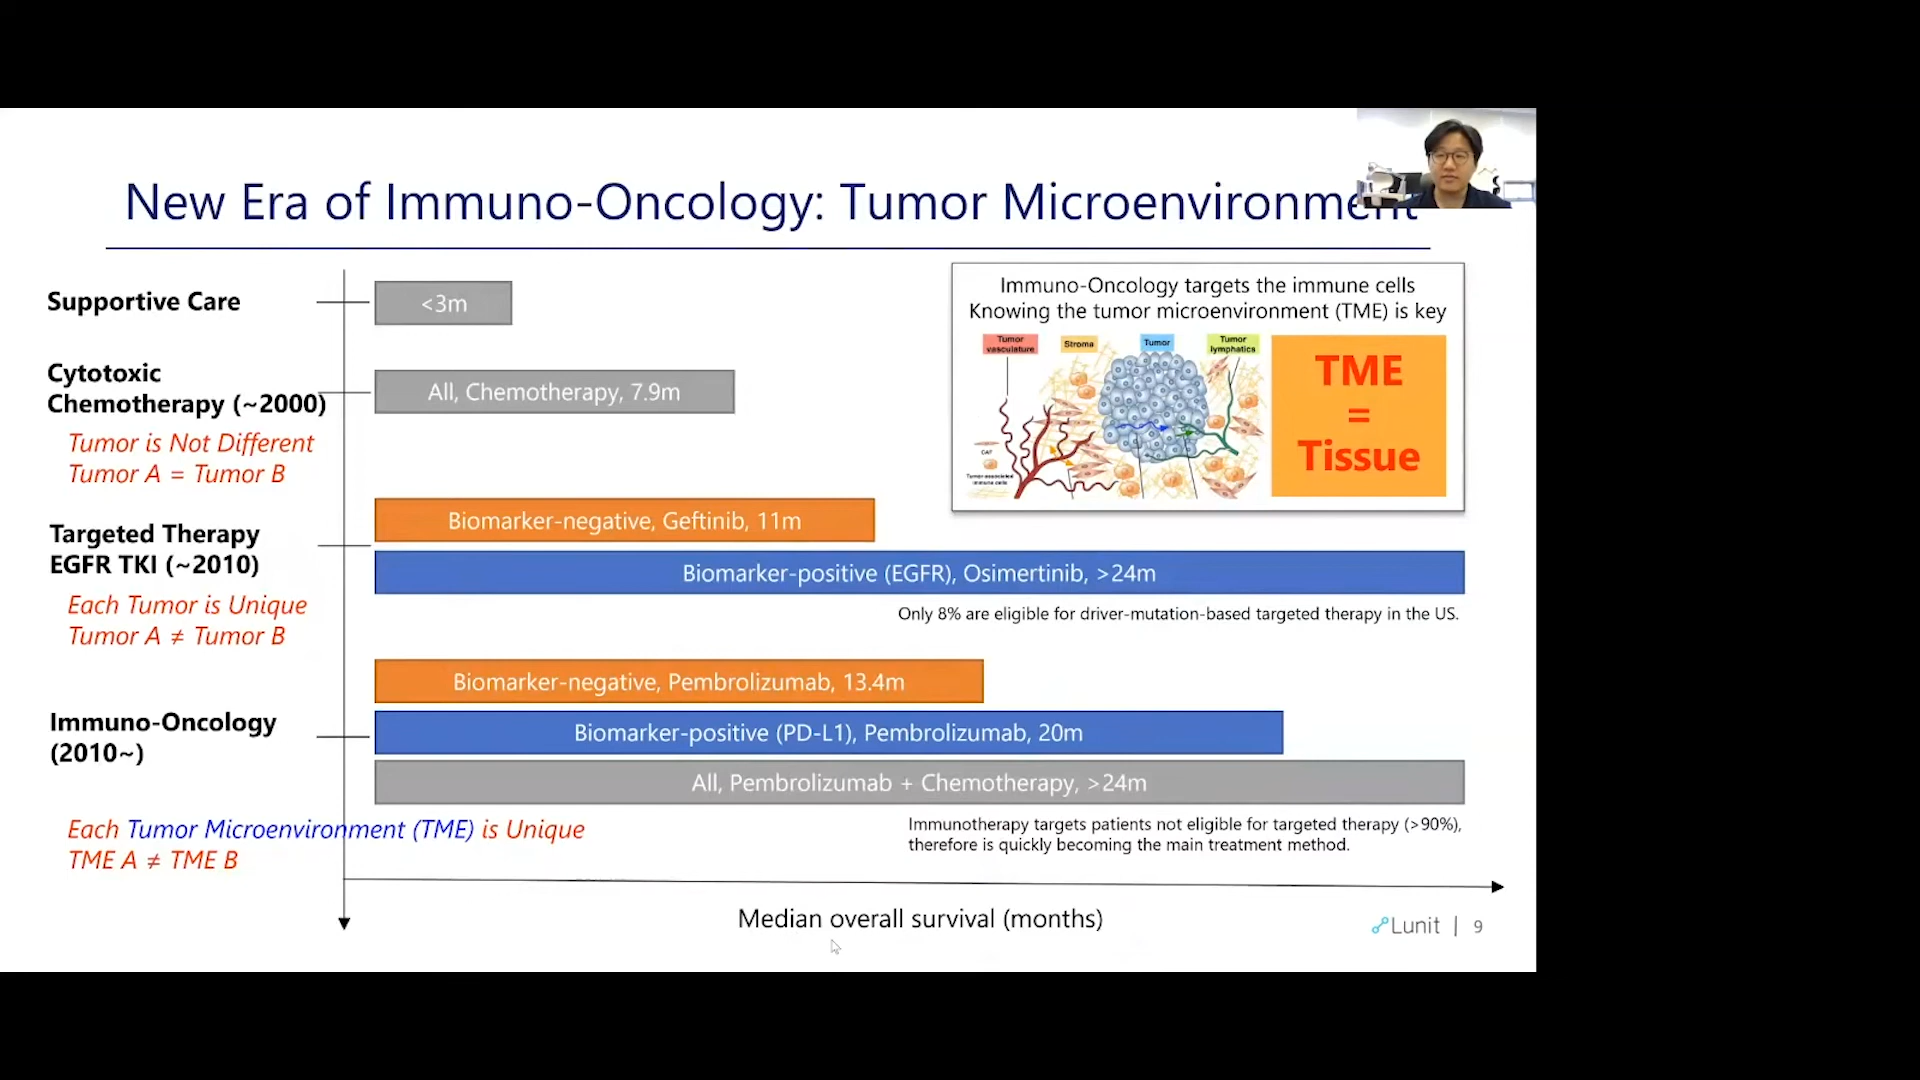 New Era of Immuno-Oncology: Tumor Microenvironment
Supportive Care
<3m
Cytotoxic
Chemotherapy (~2000)
All, Chemotherapy, 7.9m
Tumor is Not Different
Tumor A = Tumor B
Immuno-Oncology targets the immune cells
Knowing the tumor microenvironment (TME) is key
Tumor
vasculature
Stroma
Tumor
Tumor
lymphatics
CAF
Tumor-associated
immune cells
TME
=
Tissue
Targeted Therapy
EGFR TKI (~2010)
Biomarker-negative, Geftinib, 11m
Biomarker-positive (EGFR), Osimertinib, >24m
Only 8% are eligible for driver-mutation-based targeted therapy in the US.
Each Tumor is Unique
Tumor A ≠ Tumor B
Immuno-Oncology
(2010~)
Biomarker-negative, Pembrolizumab, 13.4m
Biomarker-positive (PD-L1), Pembrolizumab, 20m
All, Pembrolizumab + Chemotherapy, >24m
Each Tumor Microenvironment (TME) is Unique
TME A ≠ TME B
Immunotherapy targets patients not eligible for targeted therapy (>90%),
therefore is quickly becoming the main treatment method.
Median overall survival (months)
Lunit | 9